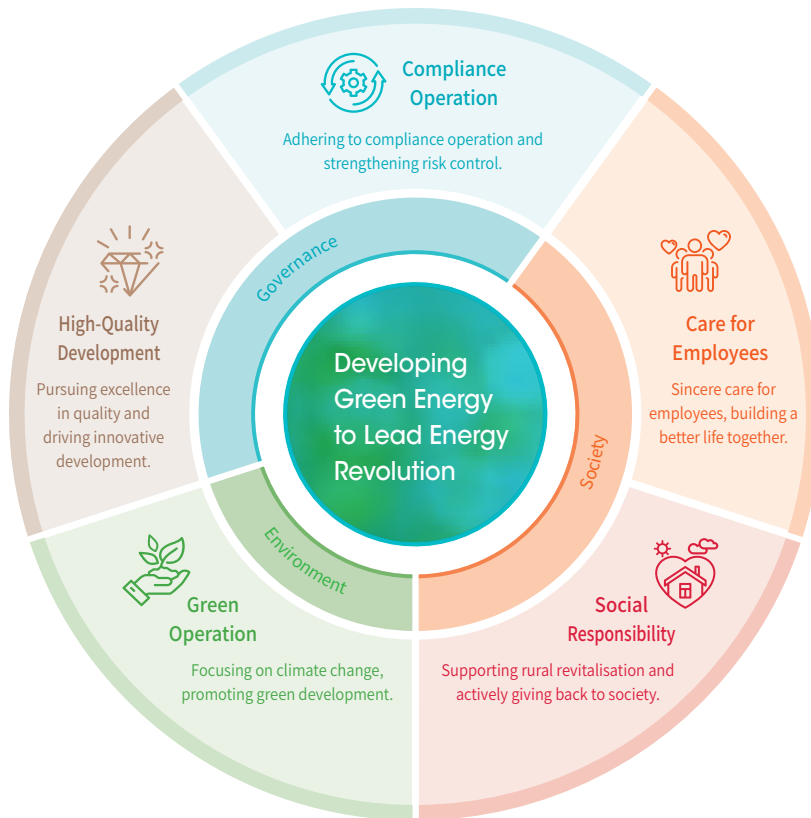 Compliance
Operation
Adhering to compliance operation and
strengthening risk control.
Governance
High-Quality
Development
Pursuing excellence
in quality and
driving innovative
development.
Developing
Green Energy
to Lead Energy
Revolution
Care for
Employees
Sincere care for
employees, building a
better life together.
Society
Environment
Green
Operation
Focusing on climate change,
promoting green development.
Social
Responsibility
Supporting rural revitalisation and
actively giving back to society.